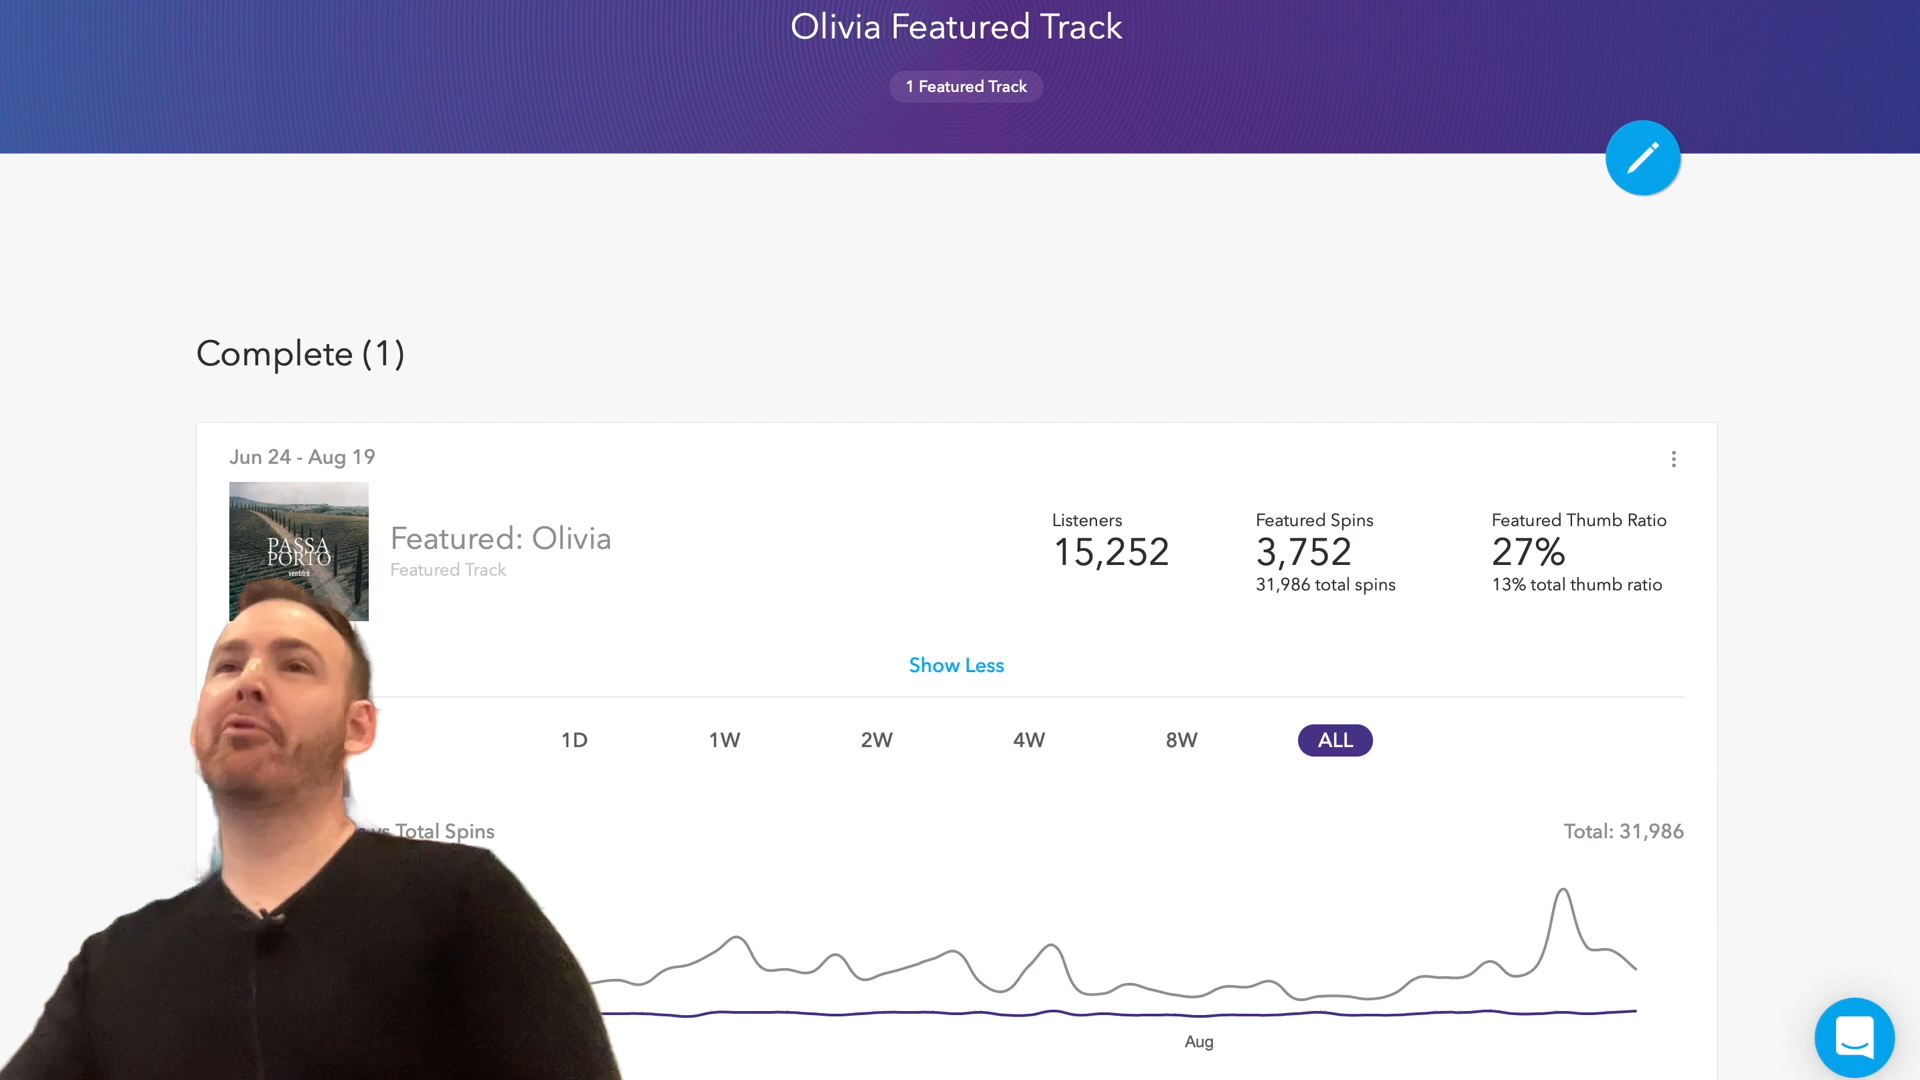 Olivia Featured Track
1 Featured Track
Complete (1)
Jun 24 - Aug 19
PASSA
PORTO
ventitré
Featured: Olivia
Featured Track
Listeners
15,252
Featured Spins
3,752
31,986 total spins
Featured Thumb Ratio
27%
13% total thumb ratio
Show Less
1D 1W 2W 4W 8W ALL
vs Total Spins
Total: 31,986
Aug